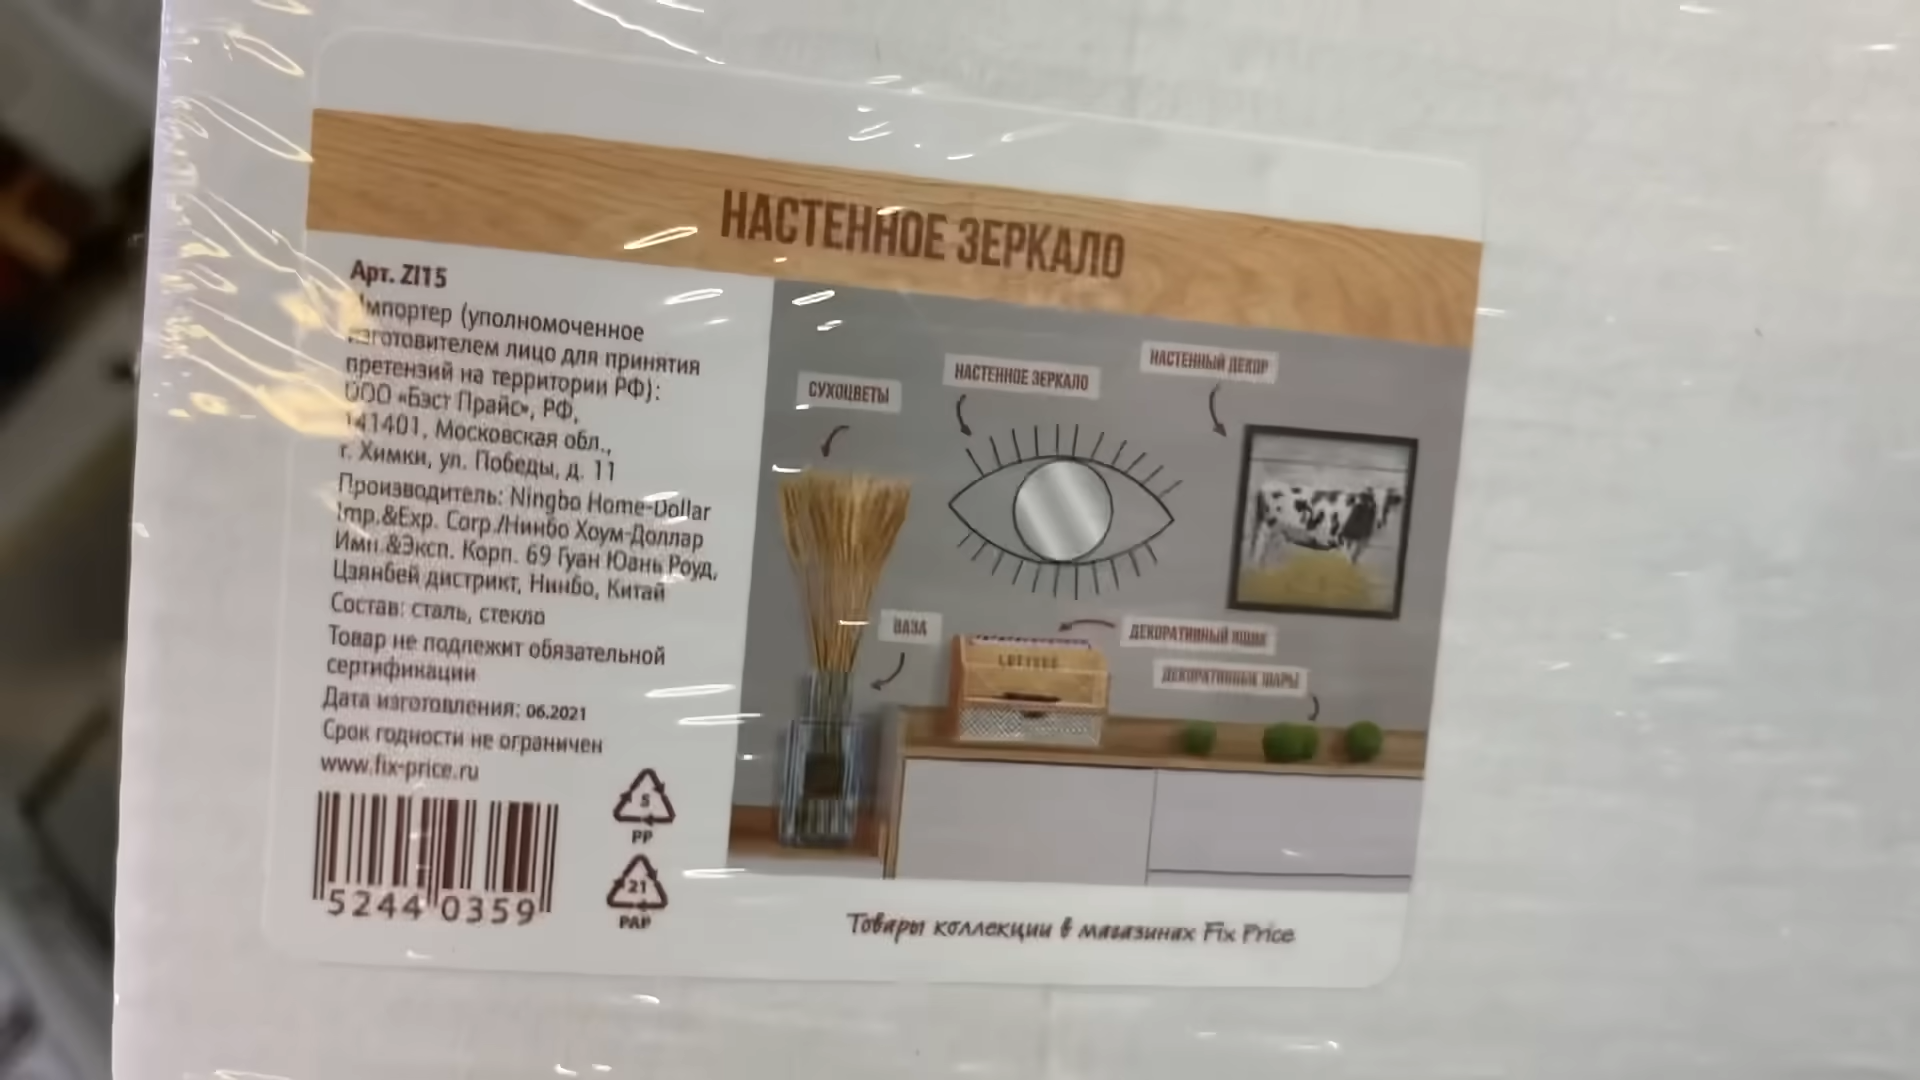 НАСТЕННОЕ ЗЕРКАЛО
Арт. ZI15
Импортер (уполномоченное
изготовителем лицо для принятия
претензий на территории РФ):
ООО «Бэст Прайс», РФ,
141401, Московская обл.,
г. Химки, ул. Победы, д. 11
Производитель: Ningbo Home-Dollar
Imp.&Exp. Corp./Нинбо Хоум-Доллар
Имп.&Эксп. Корп. 69 Гуан Юань Роуд,
Цзянбей дистрикт, Нинбо, Китай
Состав: сталь, стекло
Товар не подлежит обязательной
сертификации
Дата изготовления: 06.2021
Срок годности не ограничен
www.fix-price.ru
5244 0359
5
PP
21
PAP
СУХОЦВЕТЫ
НАСТЕННОЕ ЗЕРКАЛО
НАСТЕННЫЙ ДЕКОР
ВАЗА
ДЕКОРАТИВНЫЙ ЯЩИК
ДЕКОРАТИВНЫЕ ШАРЫ
Товары коллекции в магазинах Fix Price